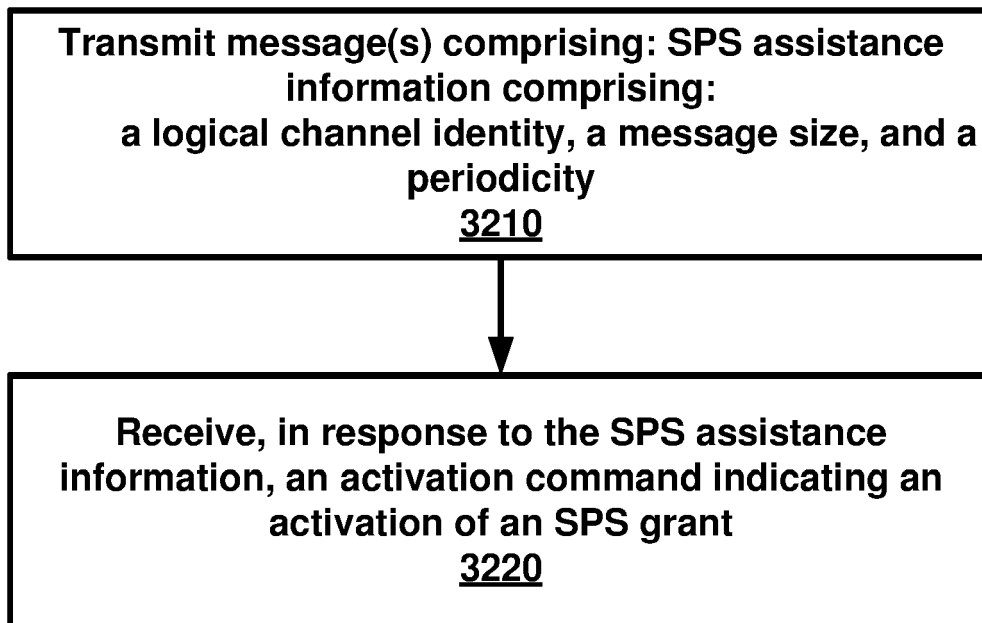 Transmit message(s) comprising: SPS assistance
information comprising:
a logical channel identity, a message size, and a
periodicity
3210
Receive, in response to the SPS assistance
information, an activation command indicating an
activation of an SPS grant
3220